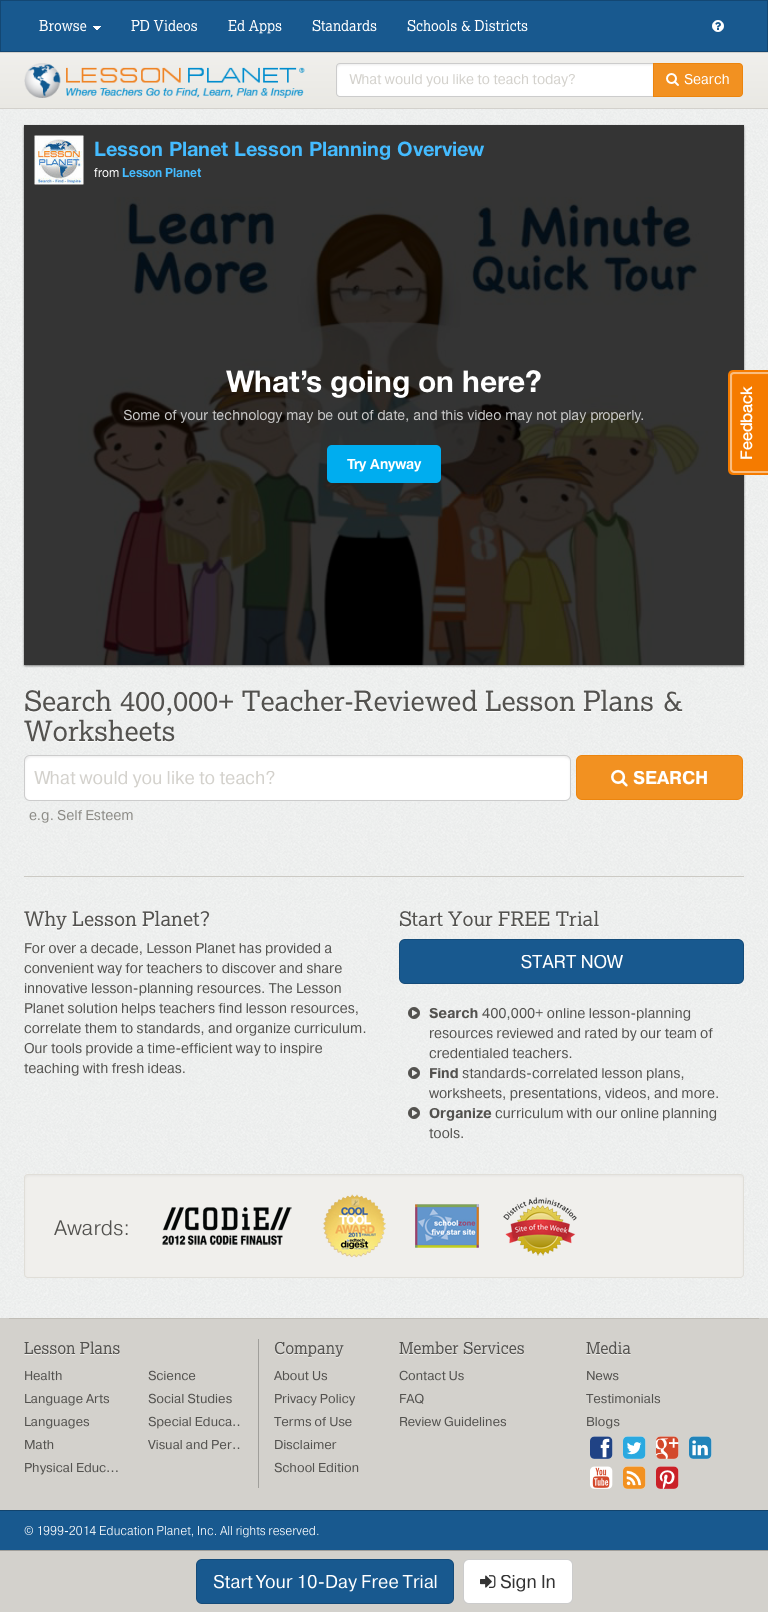 Browse
PD Videos
Ed Apps
Standards
Schools & Districts
LESSON PLANET®
Where Teachers Go to Find, Learn, Plan & Inspire
What would you like to teach today?
Search
LESSON
PLANET
Search - Find - Inspire
Lesson Planet Lesson Planning Overview
from Lesson Planet
Learn
More
1 Minute
Quick Tour
What's going on here?
Some of your technology may be out of date, and this video may not play properly.
Try Anyway
8
Feedback
Search 400,000+ Teacher-Reviewed Lesson Plans &
Worksheets
What would you like to teach?
SEARCH
e.g. Self Esteem
Why Lesson Planet?
For over a decade, Lesson Planet has provided a
convenient way for teachers to discover and share
innovative lesson-planning resources. The Lesson
Planet solution helps teachers find lesson resources,
correlate them to standards, and organize curriculum.
Our tools provide a time-efficient way to inspire
teaching with fresh ideas.
Start Your FREE Trial
START NOW
Search 400,000+ online lesson-planning
resources reviewed and rated by our team of
credentialed teachers.
Find standards-correlated lesson plans,
worksheets, presentations, videos, and more.
Organize curriculum with our online planning
tools.
Awards:
//CODiE//
2012 SIIA CODiE FINALIST
COOL
TOOL
AWARD
2011
edtech
digest
schoolzone
five star site
District Administration
Site of the Week
Lesson Plans
Health
Language Arts
Languages
Math
Physical Educ...
Science
Social Studies
Special Educa..
Visual and Per..
Company
About Us
Privacy Policy
Terms of Use
Disclaimer
School Edition
Member Services
Contact Us
FAQ
Review Guidelines
Media
News
Testimonials
Blogs
You
Tube
© 1999-2014 Education Planet, Inc. All rights reserved.
Start Your 10-Day Free Trial
Sign In